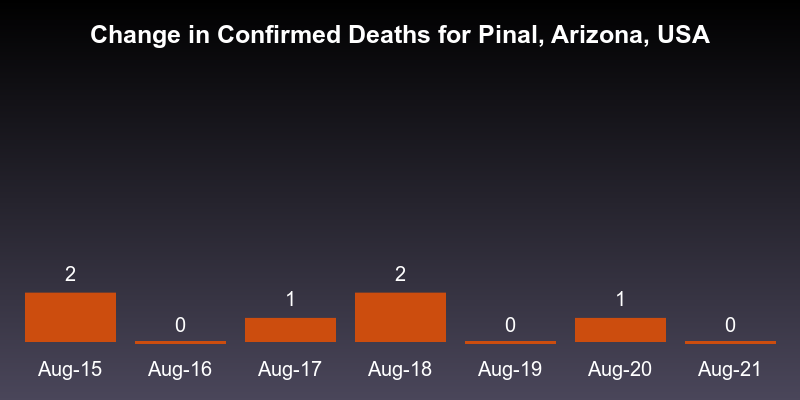 Change in Confirmed Deaths for Pinal, Arizona, USA
2 0 1 2 0 1 0
Aug-15 Aug-16 Aug-17 Aug-18 Aug-19 Aug-20 Aug-21